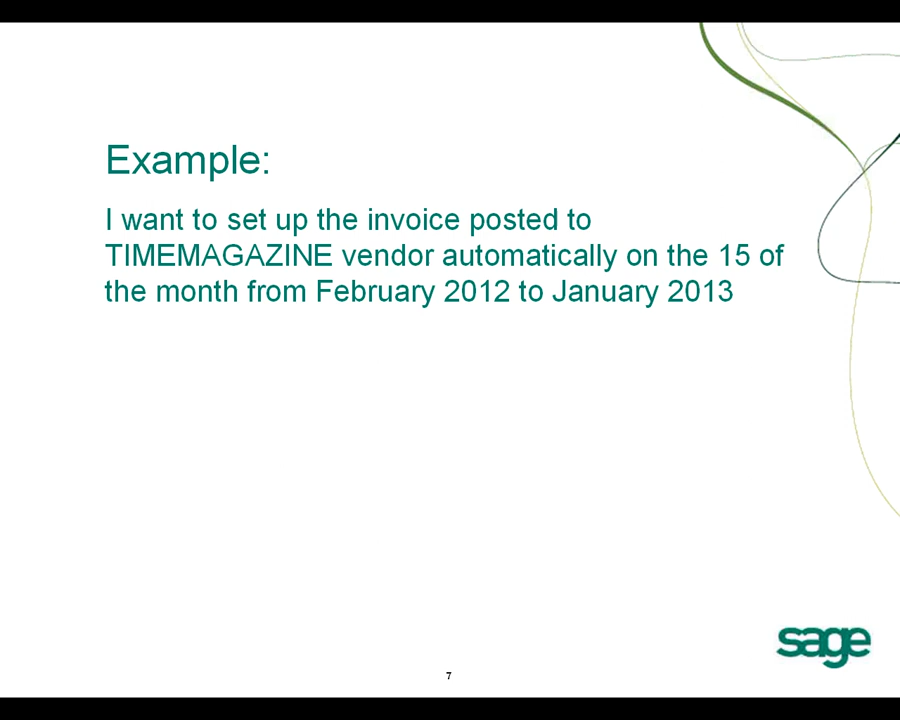 Example:
I want to set up the invoice posted to
TIMEMAGAZINE vendor automatically on the 15 of
the month from February 2012 to January 2013
sage
7